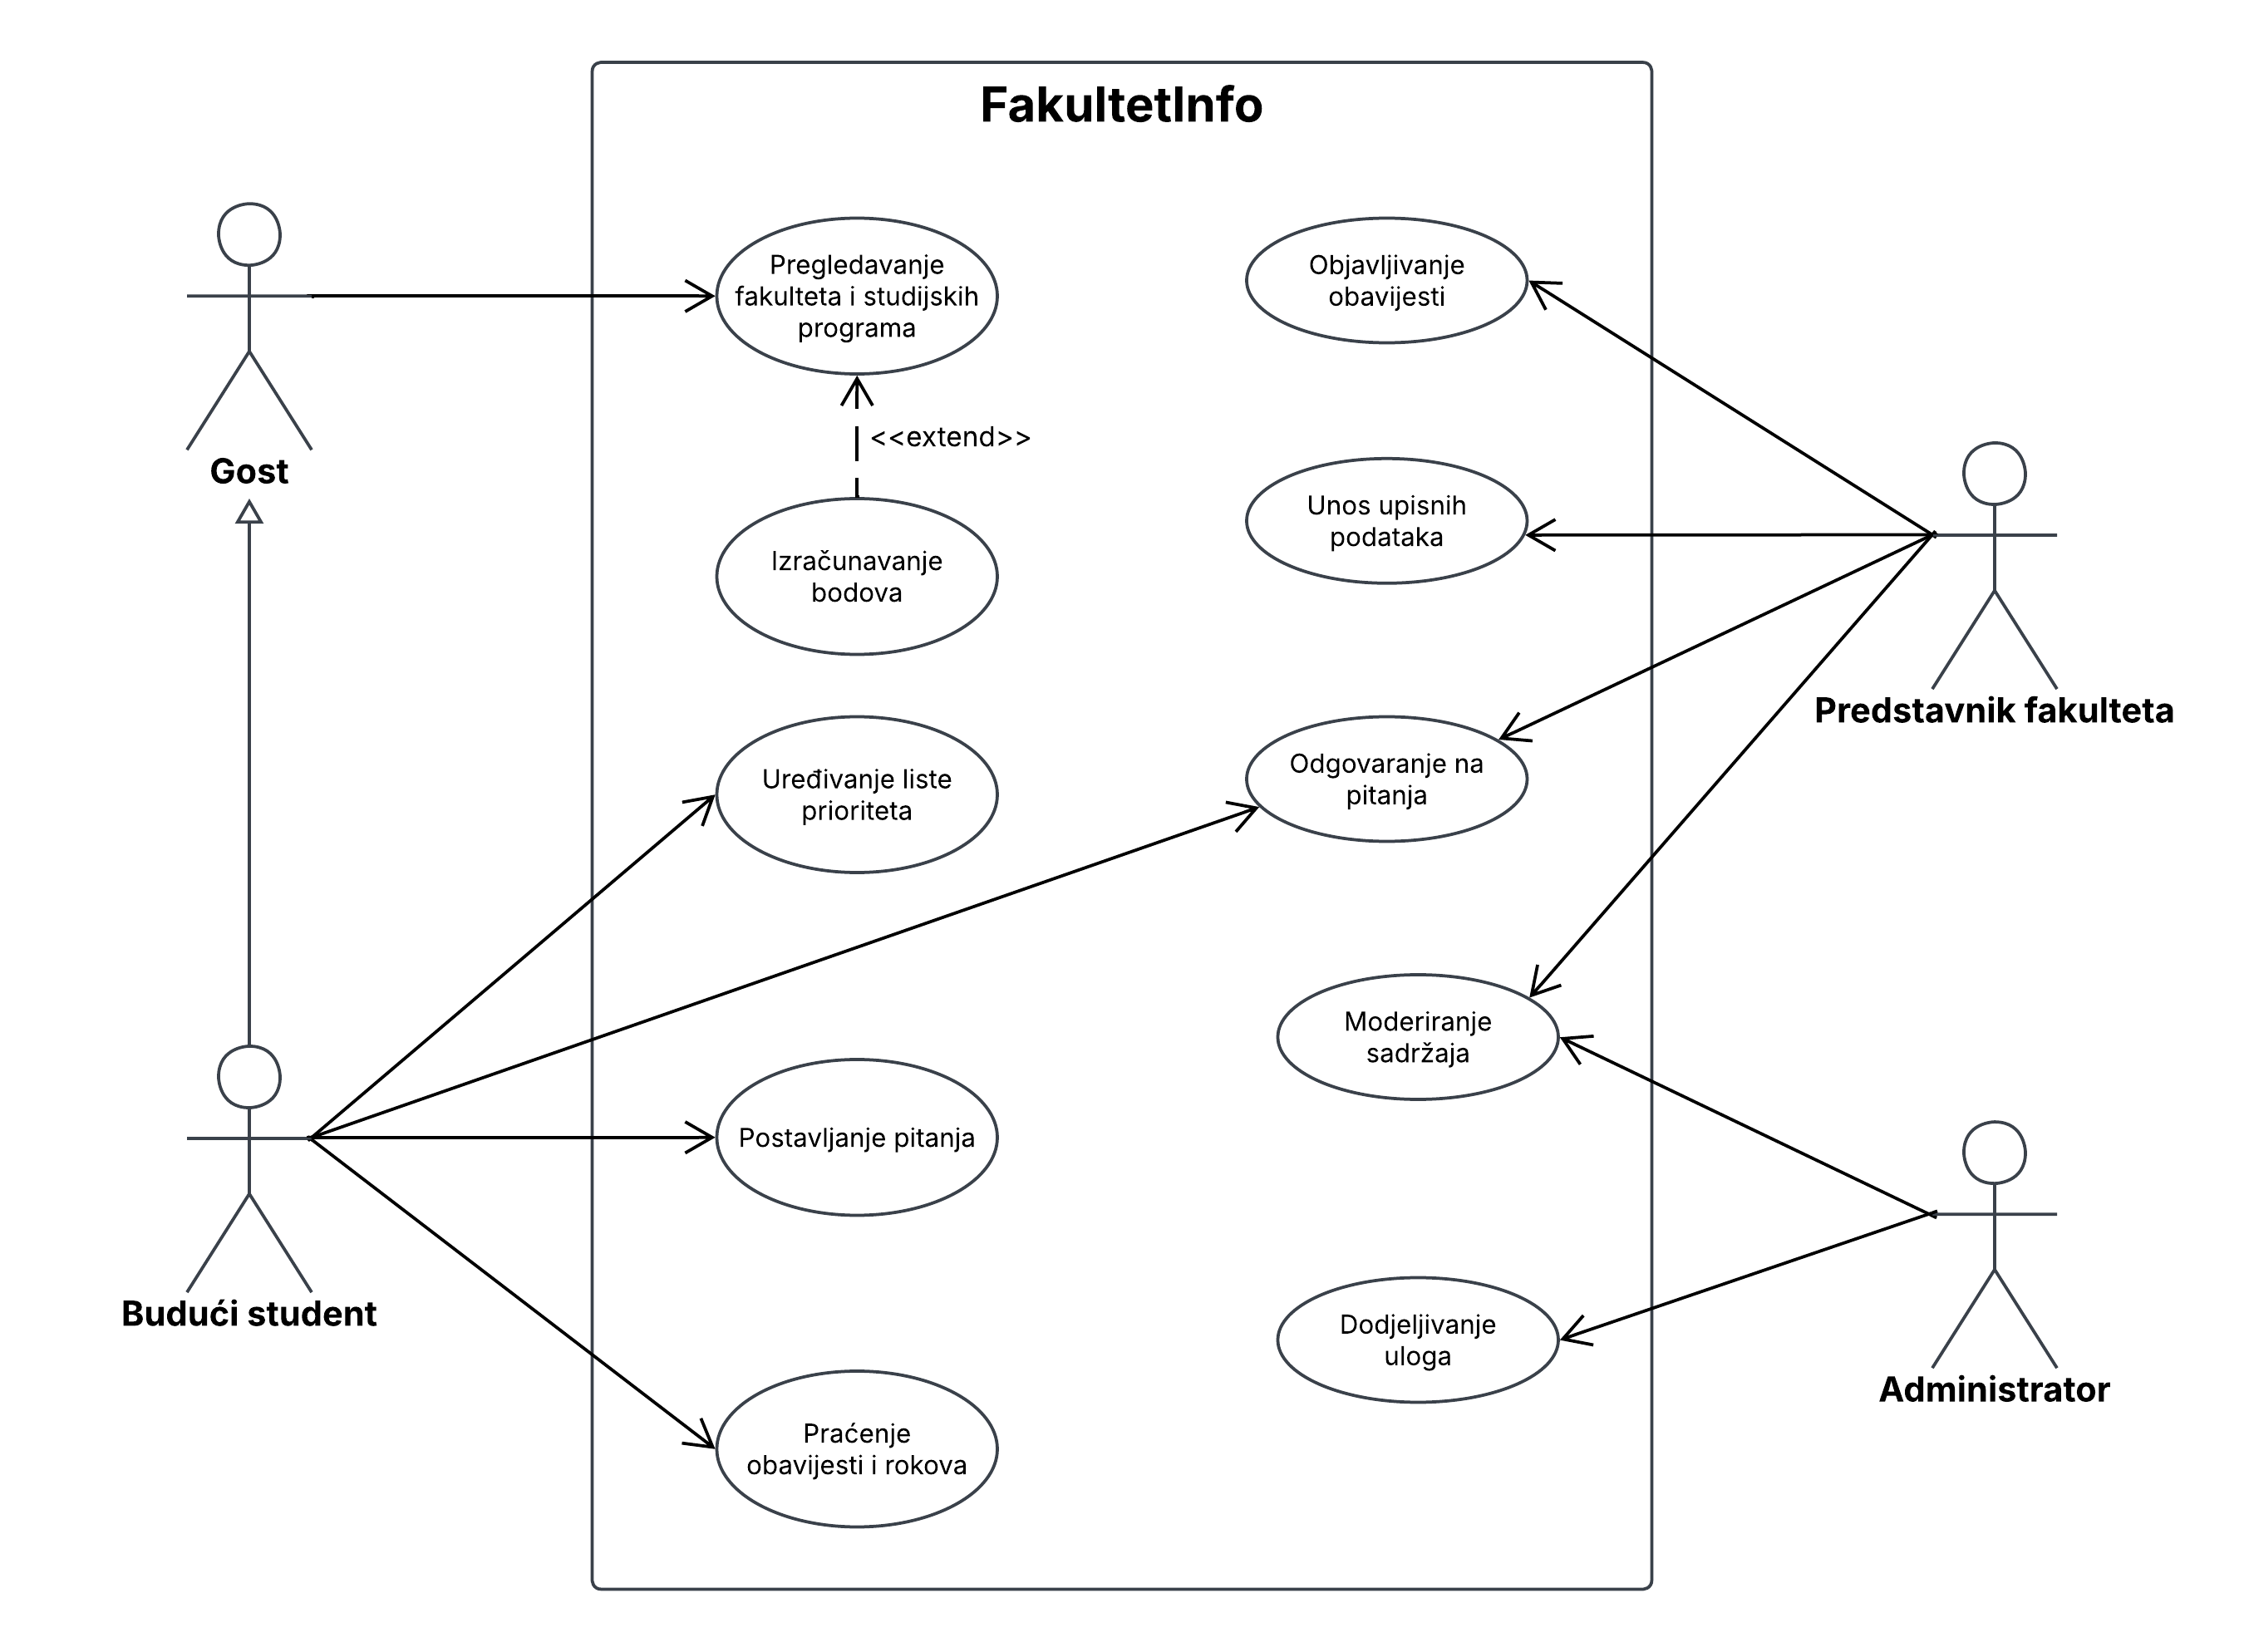 FakultetInfo
Gost
Pregledavanje
fakulteta i studijskih
programa
<<extend>>
Izračunavanje
bodova
Uređivanje liste
prioriteta
Postavljanje pitanja
Budući student
Praćenje
obavijesti i rokova
Objavljivanje
obavijesti
Unos upisnih
podataka
Odgovaranje na
pitanja
Moderiranje
sadržaja
Dodjeljivanje
uloga
Predstavnik fakulteta
Administrator